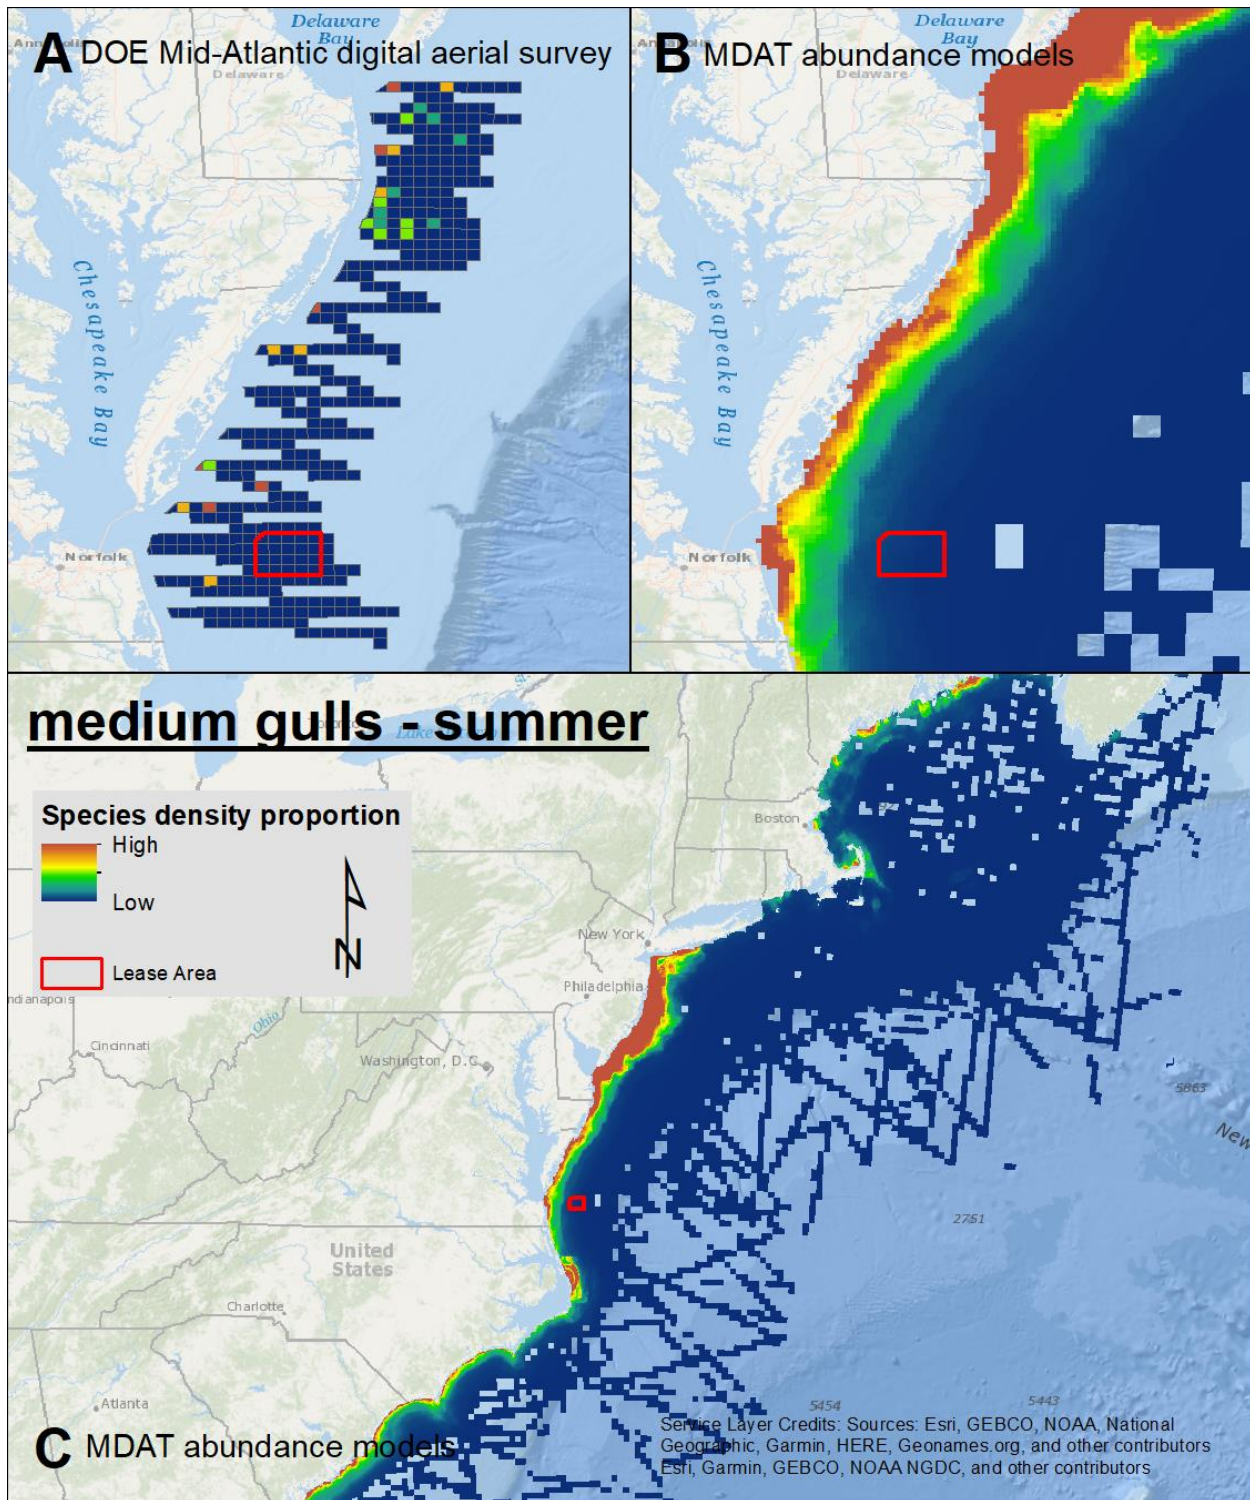 Delaware
Bay
A DOE Mid-Atlantic digital aerial survey
Delaware
Chesapeake Bay
Norfolk
Delaware
Bay
B MDAT abundance models
Delaware
Chesapeake Bay
Norfolk
medium gulls - summer
Species density proportion
High
Low
N
Lease Area
Boston
New York
Philadelphia
ndianapolis
Ohio
Cincinnati
Washington, D.C.
5863
New
2751
United
States
Charlotte
Atlanta
5454
5443
C MDAT abundance models
Service Layer Credits: Sources: Esri, GEBCO, NOAA, National
Geographic, Garmin, HERE, Geonames.org, and other contributors
Esri, Garmin, GEBCO, NOAA NGDC, and other contributors